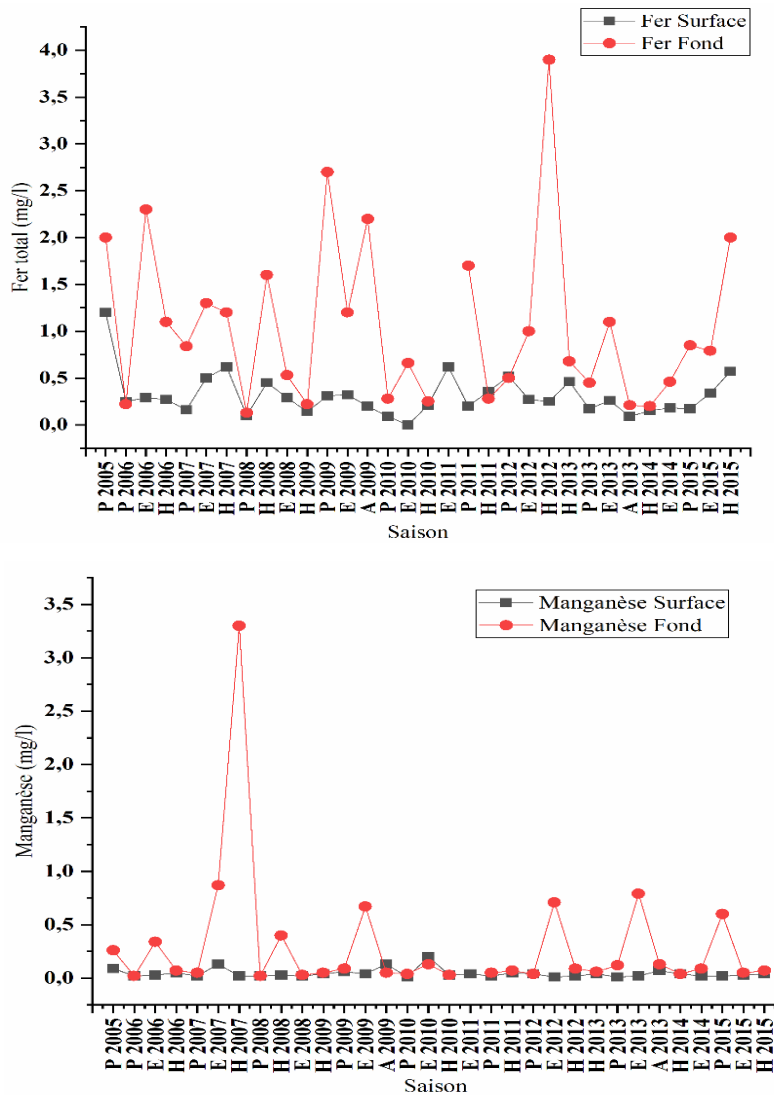 Fer Surface
Fer Fond
4,0
3,5
3,0
2,5
2,0
1,5
1,0
0,5
0,0
Fer total (mg/l)
P 2005
P 2006
E 2006
H 2006
P 2007
E 2007
H 2007
P 2008
H 2008
E 2008
H 2009
P 2009
E 2009
A 2009
P 2010
E 2010
H 2010
E 2011
P 2011
H 2011
P 2012
E 2012
H 2012
H 2013
P 2013
E 2013
A 2013
H 2014
E 2014
P 2015
E 2015
H 2015
Saison
Manganèse Surface
Manganèse Fond
3,5
3,0
2,5
2,0
1,5
1,0
0,5
0,0
Manganèse (mg/l)
P 2005
P 2006
E 2006
H 2006
P 2007
E 2007
H 2007
P 2008
H 2008
E 2008
H 2009
P 2009
E 2009
A 2009
P 2010
E 2010
H 2010
E 2011
P 2011
H 2011
P 2012
E 2012
H 2012
H 2013
P 2013
E 2013
A 2013
H 2014
E 2014
P 2015
E 2015
H 2015
Saison